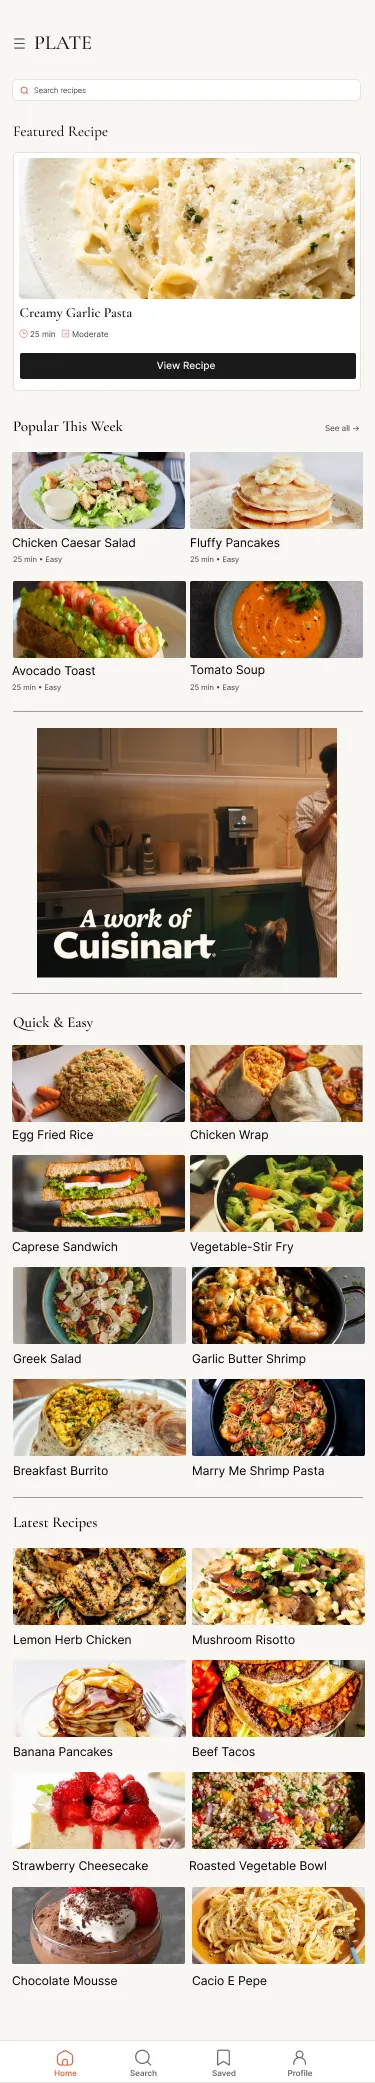 PLATE
Search recipes
Featured Recipe
Creamy Garlic Pasta
25 min Moderate
View Recipe
Popular This Week
See all →
Chicken Caesar Salad
Fluffy Pancakes
25 min • Easy
25 min • Easy
Avocado Toast
Tomato Soup
25 min • Easy
25 min • Easy
A work of
Cuisinart
Quick & Easy
Egg Fried Rice
Chicken Wrap
Caprese Sandwich
Vegetable-Stir Fry
Greek Salad
Garlic Butter Shrimp
Breakfast Burrito
Marry Me Shrimp Pasta
Latest Recipes
Lemon Herb Chicken
Mushroom Risotto
Banana Pancakes
Beef Tacos
Strawberry Cheesecake
Roasted Vegetable Bowl
Chocolate Mousse
Cacio E Pepe
Home
Search
Saved
Profile